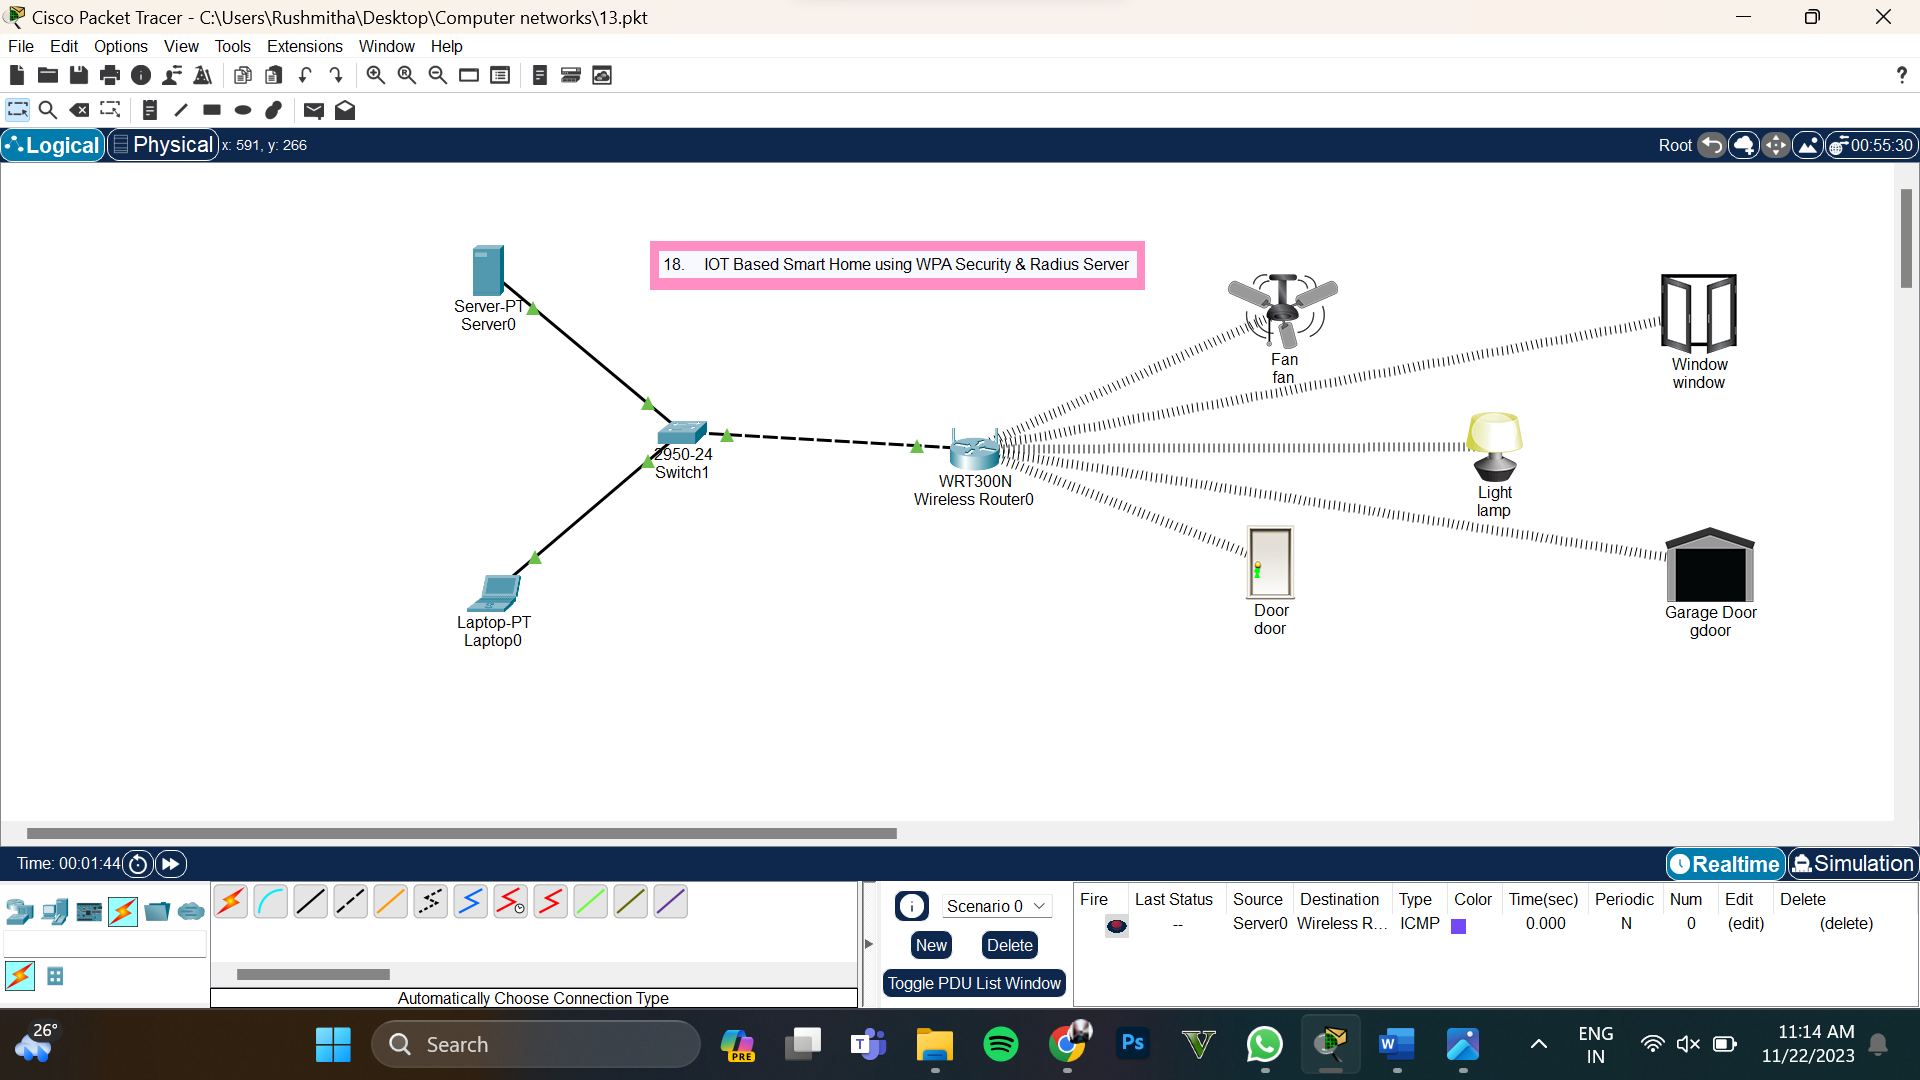 Cisco Packet Tracer - C:\Users\Rushmitha\Desktop\Computer networks\13.pkt
File Edit Options View Tools Extensions Window Help
?
Logical Physical x: 591, y: 266 Root 00:55:30
18. IOT Based Smart Home using WPA Security & Radius Server
Server-PT
Server0
Fan
fan
Window
window
2950-24
Switch1
WRT300N
Wireless Router0
Light
lamp
Door
door
Garage Door
gdoor
Laptop-PT
Laptop0
Time: 00:01:44 Realtime Simulation
Scenario 0
New Delete
Toggle PDU List Window
Fire Last Status Source Destination Type Color Time(sec) Periodic Num Edit Delete
-- Server0 Wireless R... ICMP 0.000 N 0 (edit) (delete)
Automatically Choose Connection Type
26°
Search
PRE
T
Ps
V
W
ENG
IN
11:14 AM
11/22/2023